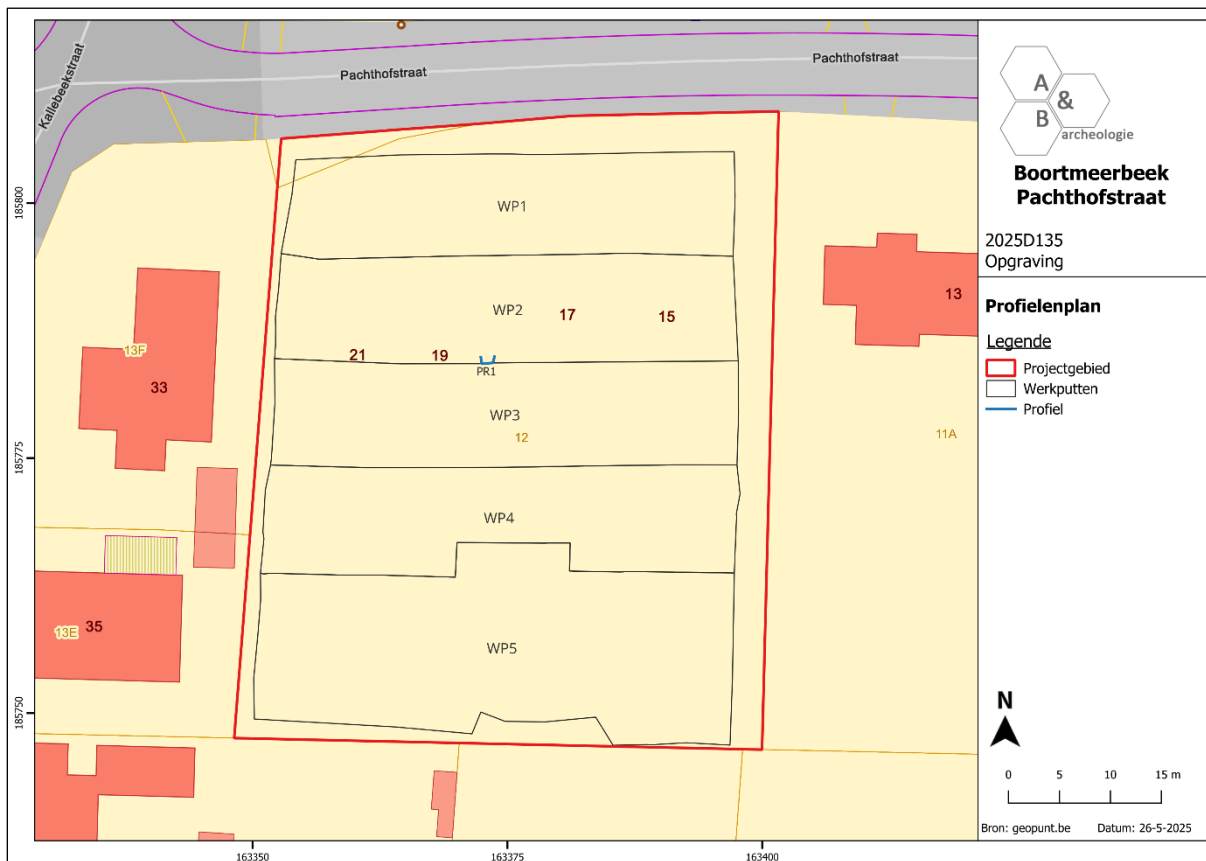 Kallebeekstraat
Pachthofstraat
Pachthofstraat
WP1
WP2
17
15
21
19
PR1
WP3
12
WP4
WP5
13F
33
13E
35
13
11A
185800
185775
185750
163350
163375
163400
A
&
B
archeologie
Boortmeerbeek
Pachthofstraat
2025D135
Opgraving
Profielenplan
Legende
Projectgebied
Werkputten
Profiel
N
0 5 10 15 m
Bron: geopunt.be Datum: 26-5-2025